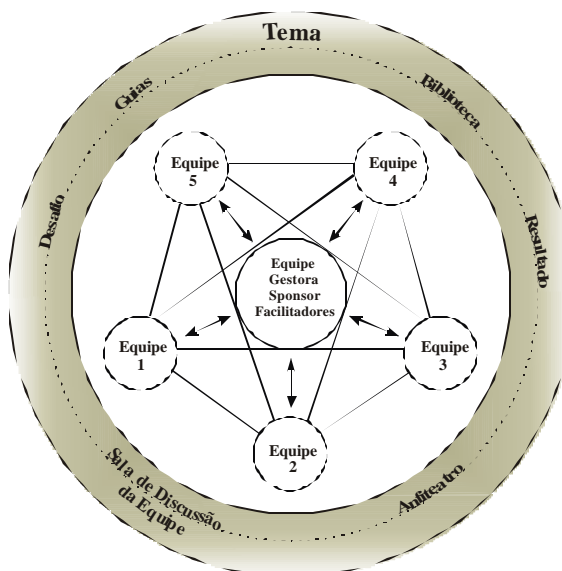 Tema
Guias
Biblioteca
Equipe
5
Equipe
4
Desafio
Resultado
Equipe
Gestora
Sponsor
Facilitadores
Equipe
1
Equipe
3
Equipe
2
Sala de Discussão
da Equipe
Anfiteatro